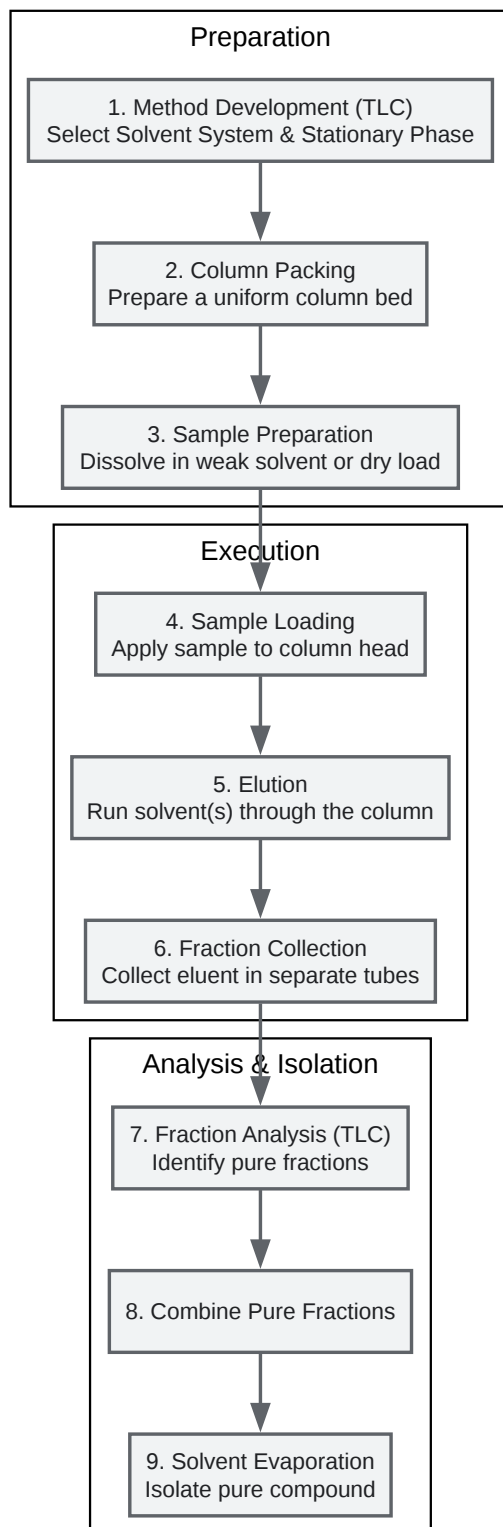 Preparation
1. Method Development (TLC)
Select Solvent System & Stationary Phase
2. Column Packing
Prepare a uniform column bed
3. Sample Preparation
Dissolve in weak solvent or dry load
Execution
4. Sample Loading
Apply sample to column head
5. Elution
Run solvent(s) through the column
6. Fraction Collection
Collect eluent in separate tubes
Analysis & Isolation
7. Fraction Analysis (TLC)
Identify pure fractions
8. Combine Pure Fractions
9. Solvent Evaporation
Isolate pure compound